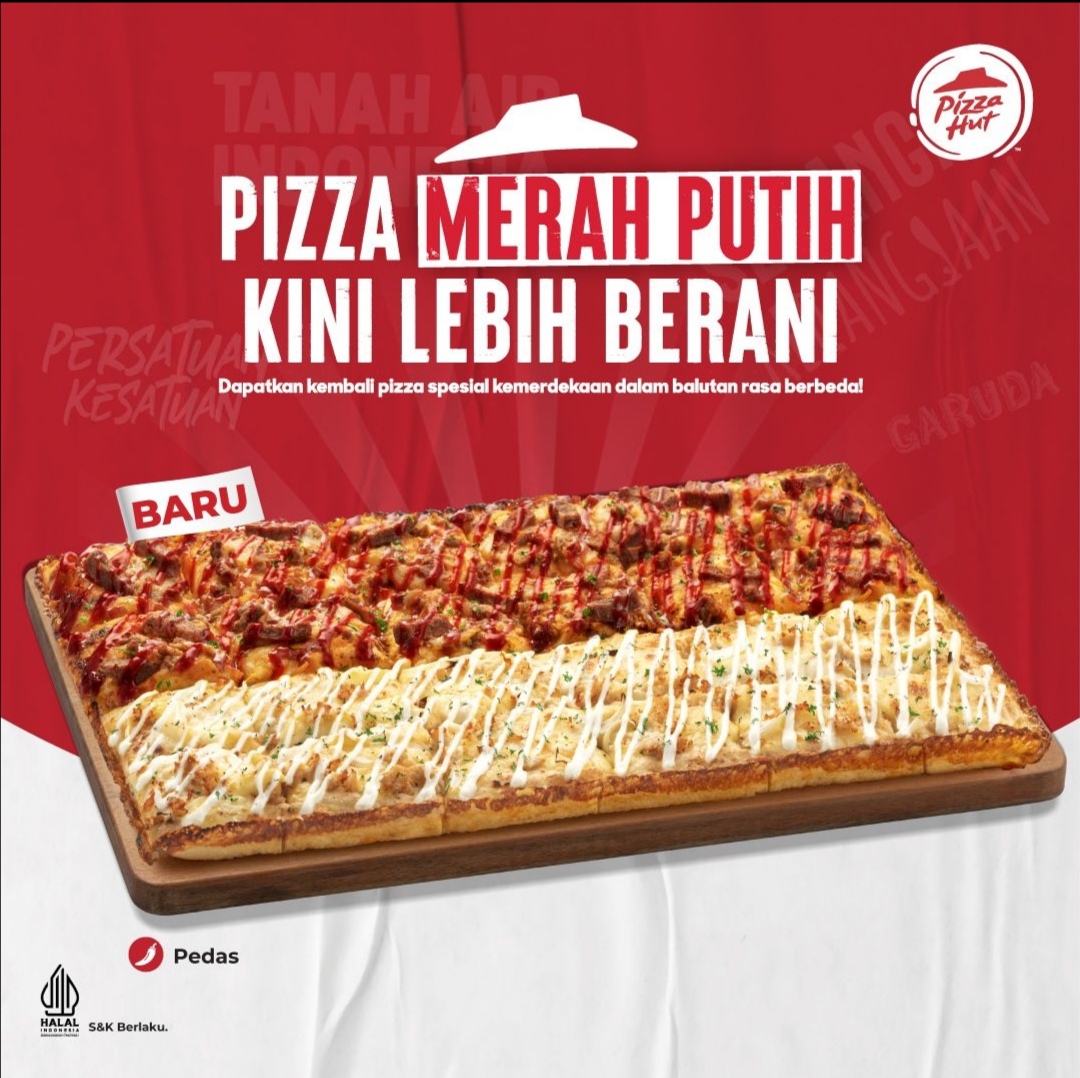 TANAH AIR
INDONESIA
Pizza
Hut
PIZZA MERAH PUTIH
KINI LEBIH BERANI
PERSATUAN
KESATUAN
Dapatkan kembali pizza spesial kemerdekaan dalam balutan rasa berbeda!
GARUDA
BARU
Pedas
HALAL
INDONESIA
S&K Berlaku.